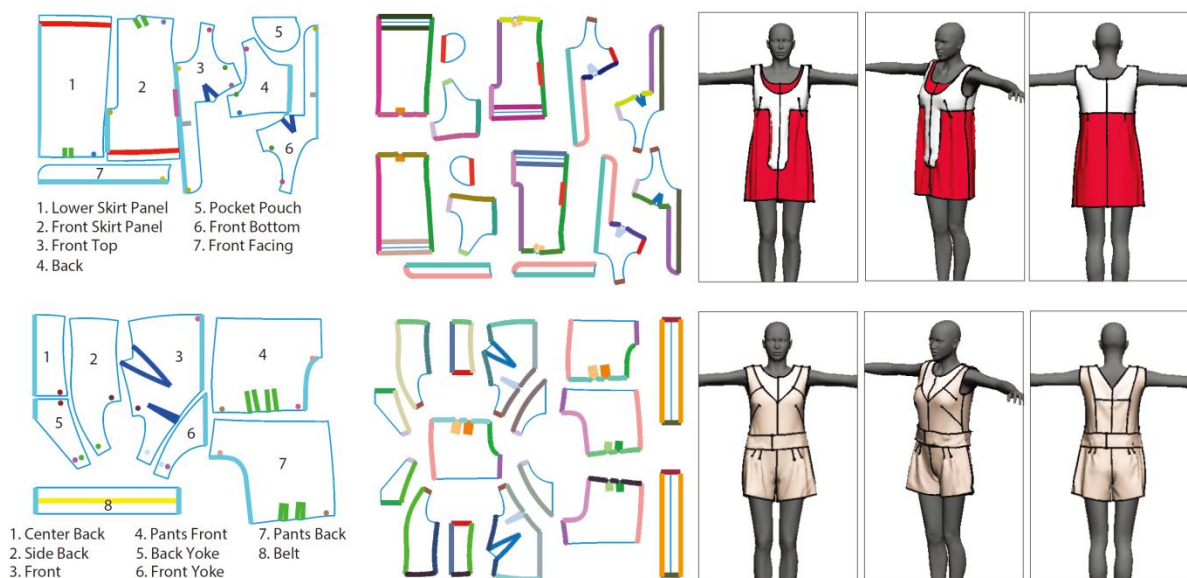 1
2
3
4
5
6
7
1. Lower Skirt Panel
2. Front Skirt Panel
3. Front Top
4. Back
5. Pocket Pouch
6. Front Bottom
7. Front Facing
1
2
3
4
5
6
7
8
1. Center Back
2. Side Back
3. Front
4. Pants Front
5. Back Yoke
6. Front Yoke
7. Pants Back
8. Belt